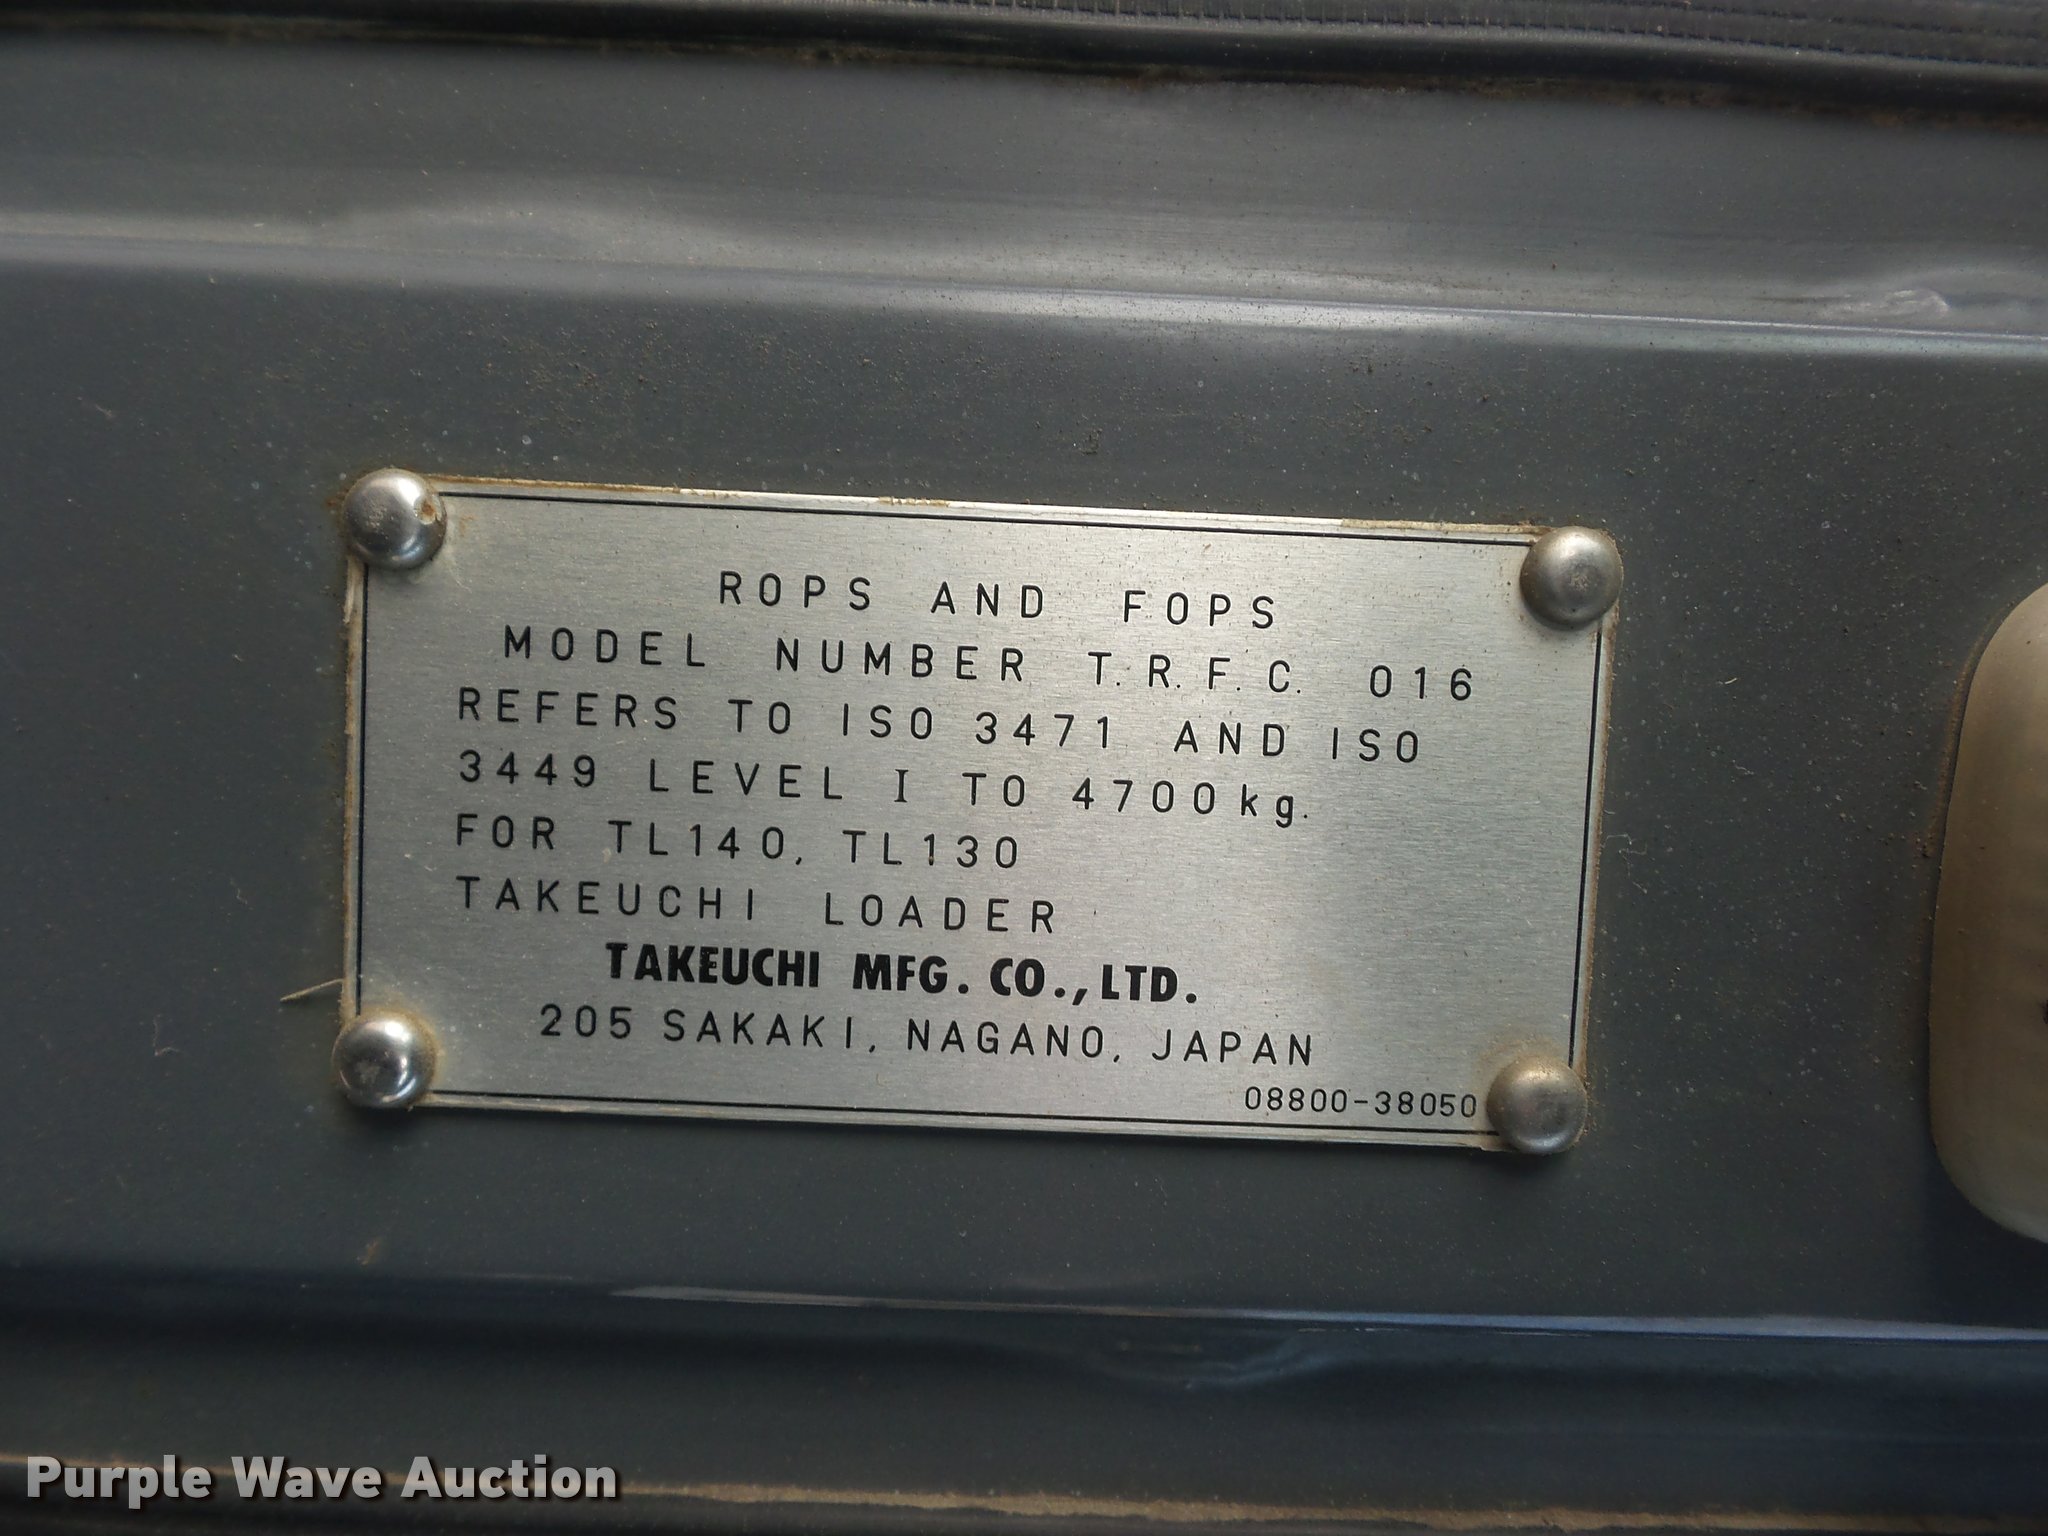 ROPS AND FOPS
MODEL NUMBER T.R.F.C. 016
REFERS TO ISO 3471 AND ISO
3449 LEVEL I TO 4700kg.
FOR TL140, TL130
TAKEUCHI LOADER
TAKEUCHI MFG. CO., LTD.
205 SAKAKI, NAGANO, JAPAN
08800-38050
Purple Wave Auction